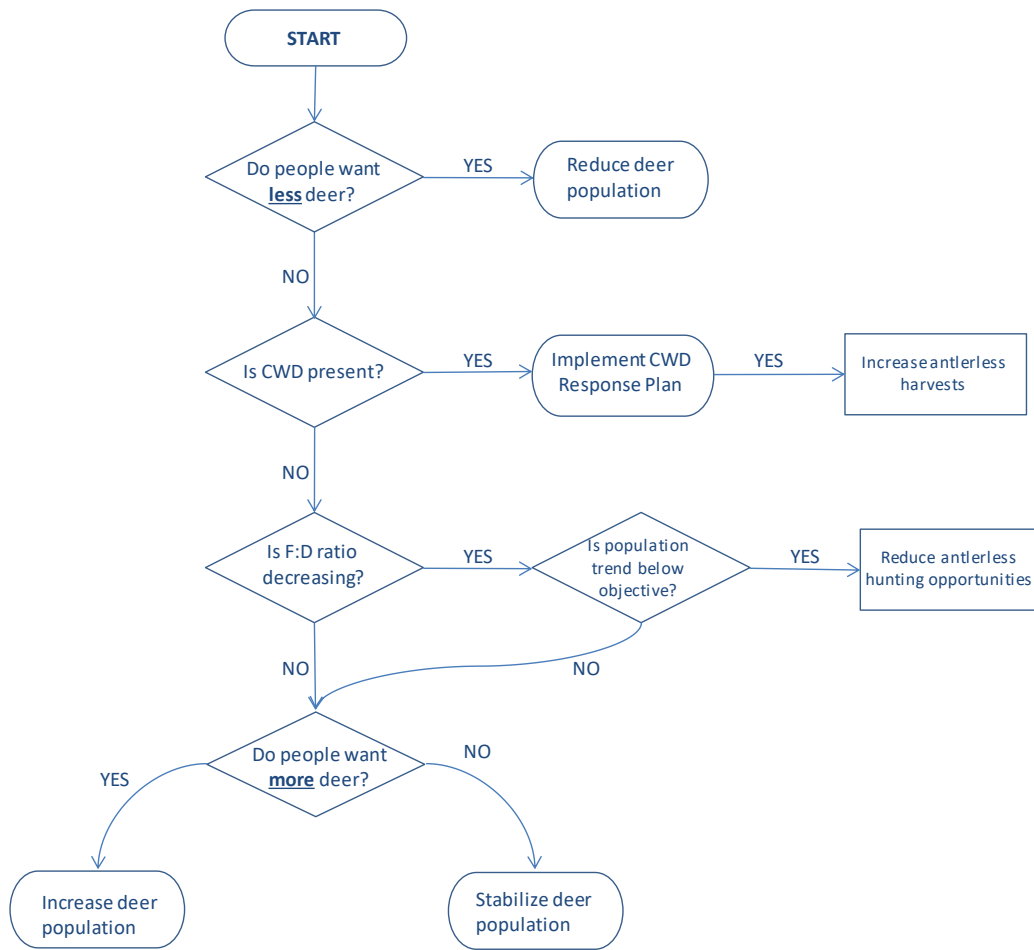 START
Do people want
less deer?
YES
Reduce deer
population
NO
Is CWD present?
YES
Implement CWD
Response Plan
YES
Increase antlerless
harvests
NO
Is F:D ratio
decreasing?
YES
Is population
trend below
objective?
YES
Reduce antlerless
hunting opportunities
NO
NO
Do people want
more deer?
YES
NO
Increase deer
population
Stabilize deer
population